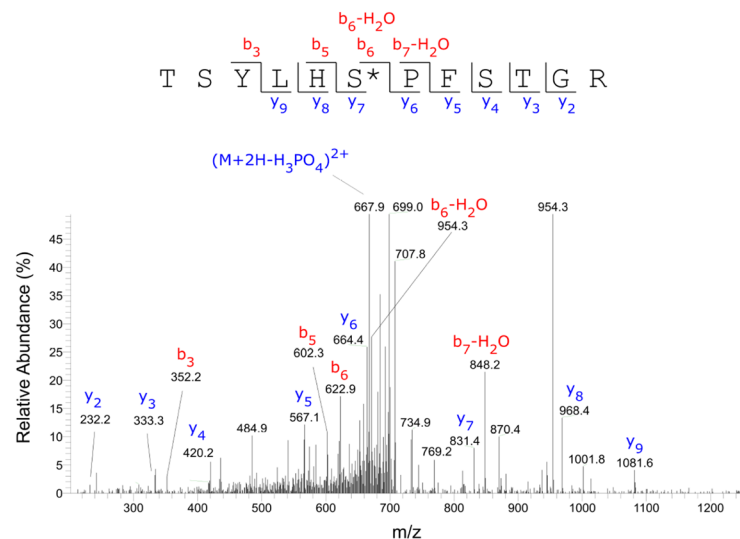 b6-H2O
b3 b5 b6 b7-H2O
T S Y L H S* P F S T G R
y9 y8 y7 y6 y5 y4 y3 y2
(M+2H-H3PO4)2+
667.9 699.0 b6-H2O 954.3
954.3
707.8
45
40
35
30
25
20
15
10
5
0
Relative Abundance (%)
y2
232.2
y3
333.3
b3
352.2
y4
420.2
484.9
y5
567.1
b5
602.3
b6
622.9
y6
664.4
734.9
769.2
y7
831.4
b7-H2O
848.2
870.4
y8
968.4
1001.8
y9
1081.6
300 400 500 600 700 800 900 1000 1100 1200
m/z